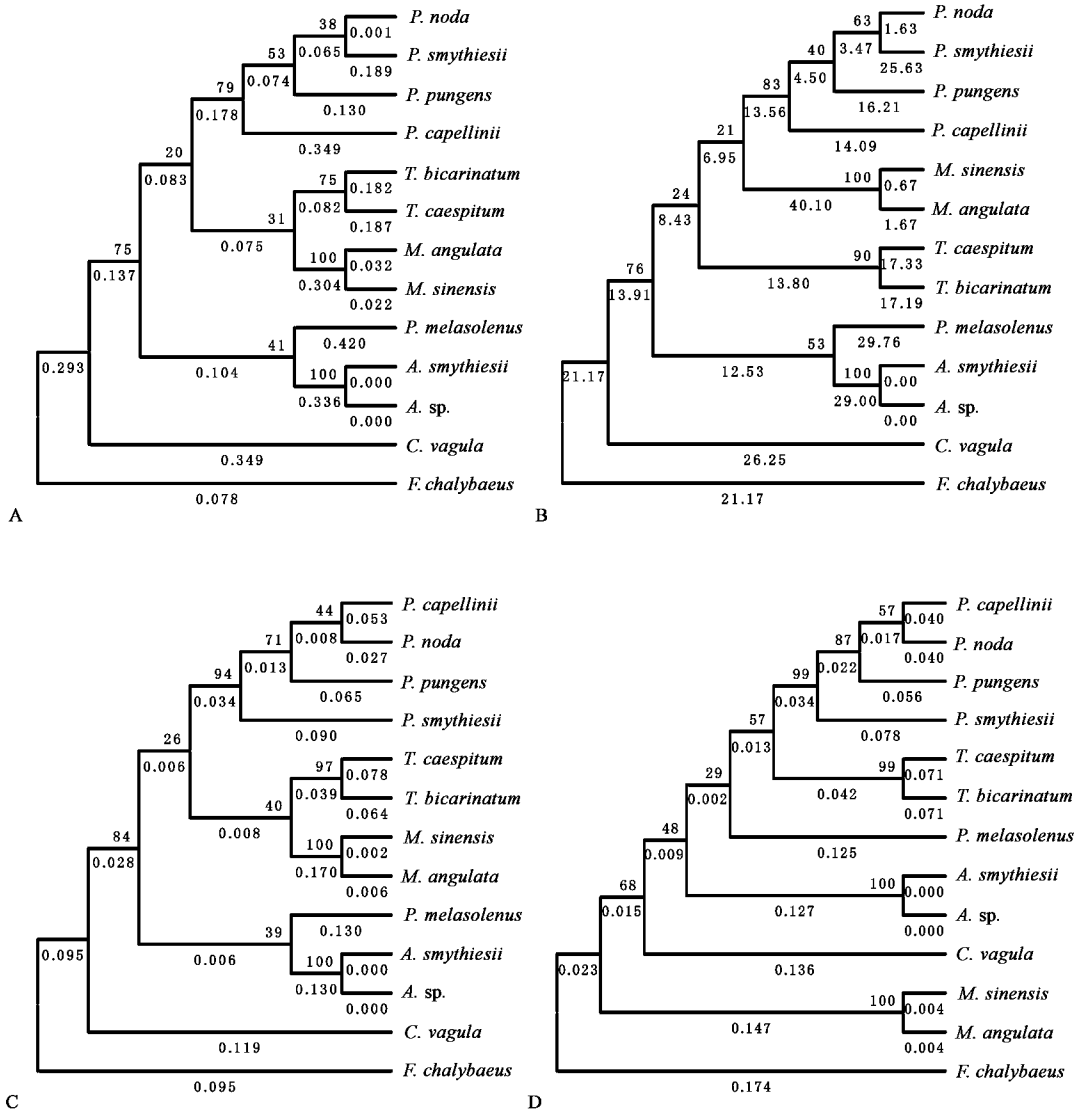 P. noda
38
0.001
53
0.065
P. smythiesii
0.074
0.189
79
P. pungens
0.178
0.130
P. capellinii
0.349
20
0.083
T. bicarinatum
75
0.182
0.082
T. caespitum
31
0.187
0.075
M. angulata
100
0.032
75
0.304
M. sinensis
0.137
0.022
P. melasolenus
41
0.420
0.104
A. smythiesii
100
0.000
0.293
0.336
A. sp.
0.000
C. vagula
0.349
F. chalybaeus
0.078
A
P. noda
63
1.63
40
3.47
P. smythiesii
4.50
25.63
83
P. pungens
13.56
16.21
P. capellinii
14.09
21
6.95
M. sinensis
100
0.67
40.10
M. angulata
1.67
24
8.43
T. caespitum
90
17.33
13.80
T. bicarinatum
17.19
76
13.91
P. melasolenus
53
29.76
12.53
A. smythiesii
100
0.00
21.17
29.00
A. sp.
0.00
C. vagula
26.25
F. chalybaeus
21.17
B
P. capellinii
44
0.053
71
0.008
P. noda
0.013
0.027
94
P. pungens
0.034
0.065
P. smythiesii
0.090
26
0.006
T. caespitum
97
0.078
0.039
T. bicarinatum
40
0.064
0.008
M. sinensis
100
0.002
84
0.170
M. angulata
0.028
0.006
P. melasolenus
39
0.130
0.006
A. smythiesii
100
0.000
0.095
0.130
A. sp.
0.000
C. vagula
0.119
F. chalybaeus
0.095
C
P. capellinii
57
0.040
87
0.017
P. noda
0.022
0.040
99
P. pungens
0.034
0.056
P. smythiesii
0.078
57
0.013
T. caespitum
99
0.071
0.042
T. bicarinatum
0.071
29
0.002
P. melasolenus
0.125
48
0.009
A. smythiesii
100
0.000
0.127
A. sp.
0.000
68
0.015
C. vagula
0.136
0.023
M. sinensis
100
0.004
0.147
M. angulata
0.004
F. chalybaeus
0.174
D